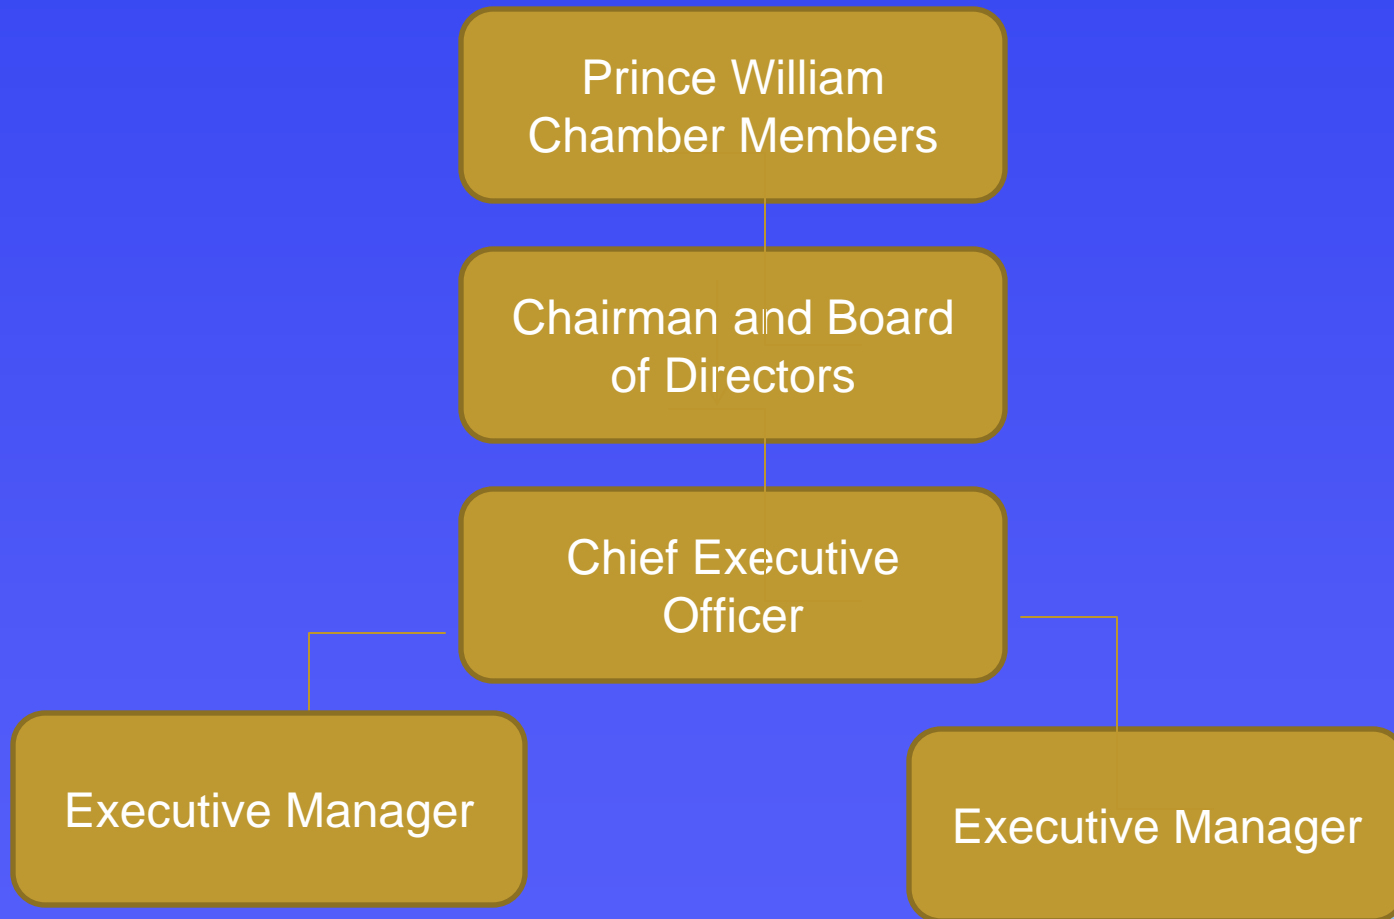 Prince William
Chamber Members
Chairman and Board
of Directors
Chief Executive
Officer
Executive Manager
Executive Manager